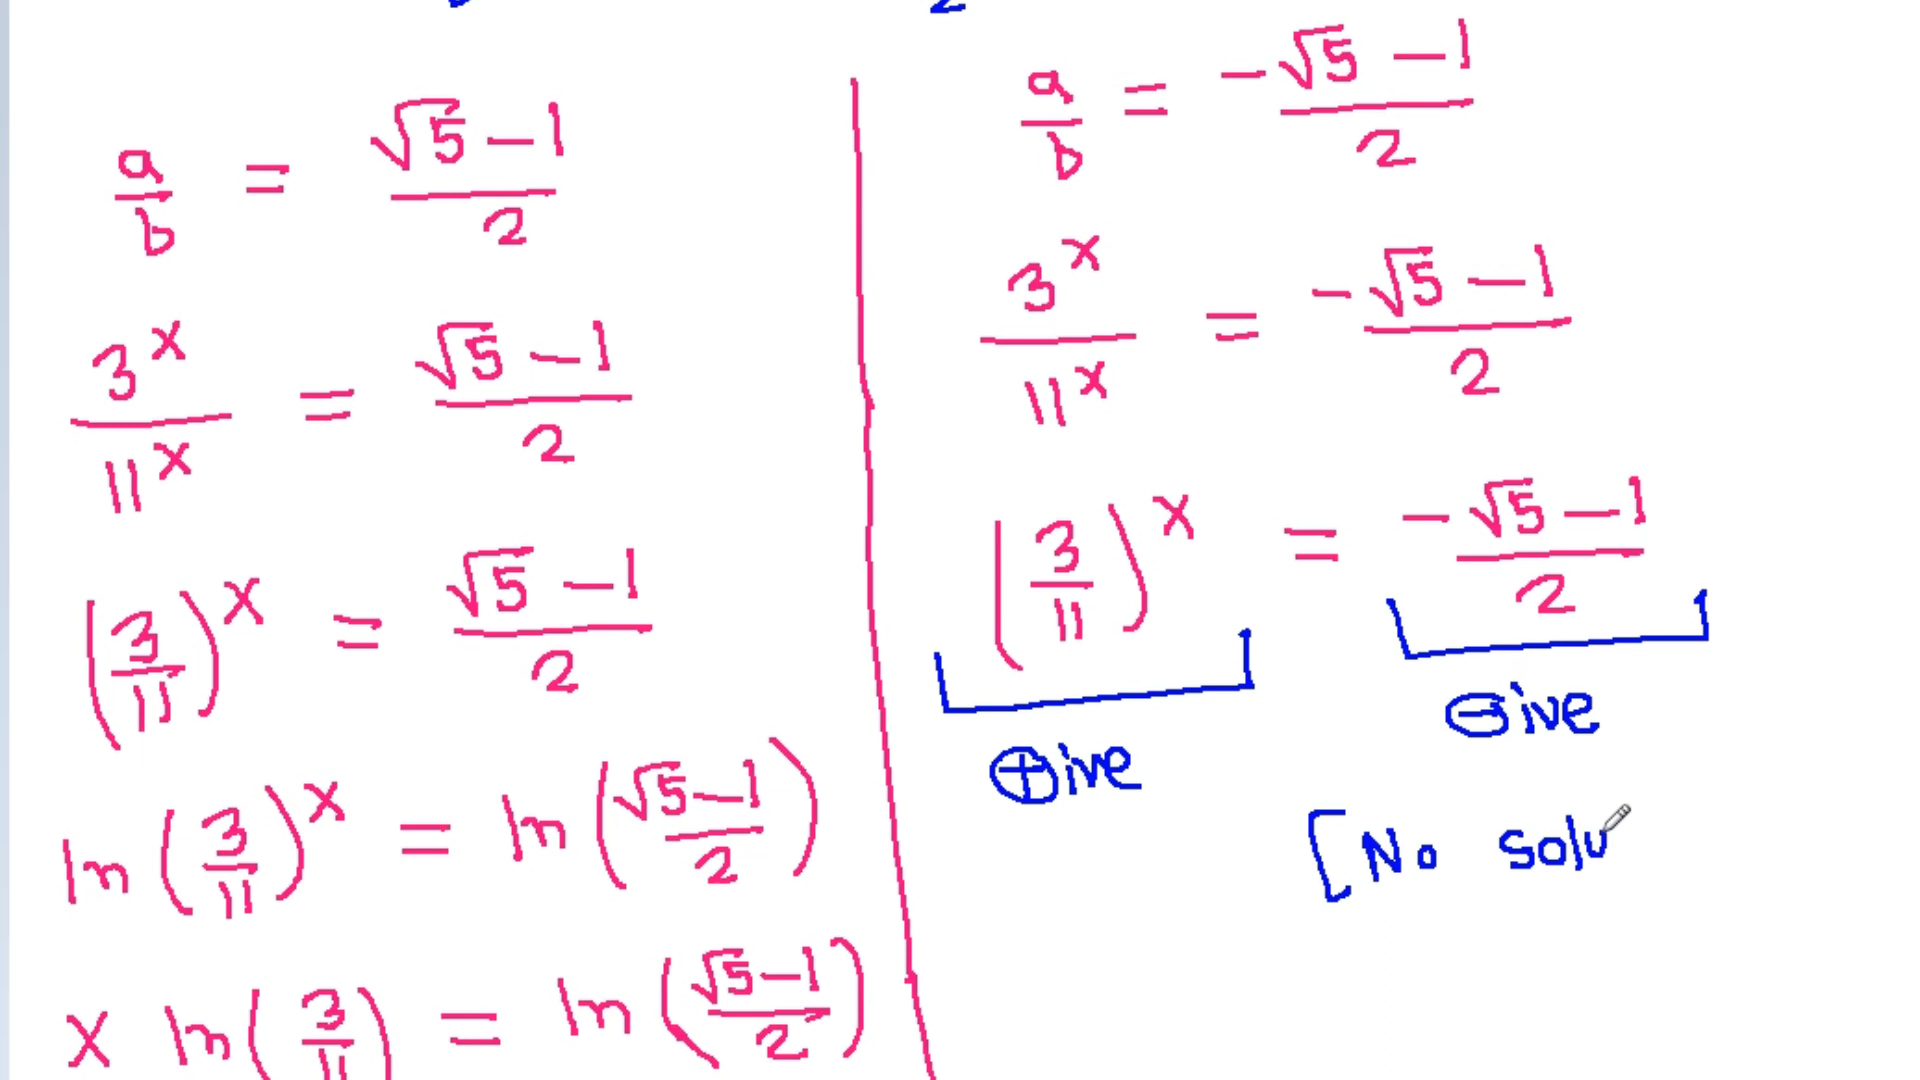 a/b = (√5 - 1)/2
3^x/11^x = (√5 - 1)/2
(3/11)^x = (√5 - 1)/2
ln(3/11)^x = ln((√5 - 1)/2)
x ln(3/11) = ln((√5 - 1)/2)
a/b = (-√5 - 1)/2
3^x/11^x = (-√5 - 1)/2
(3/11)^x = (-√5 - 1)/2
⊕ive ⊖ive
[No solu